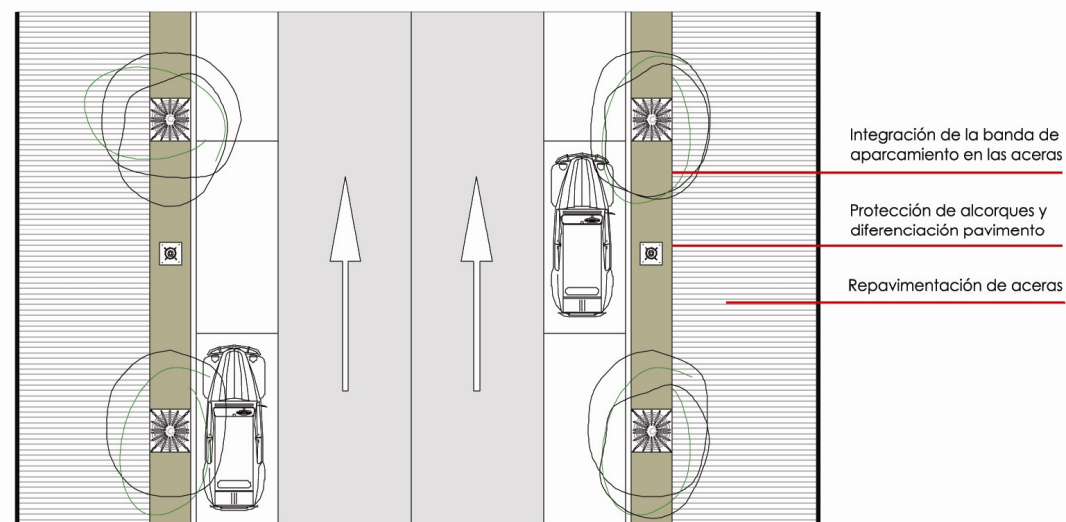 Integración de la banda de
aparcamiento en las aceras
Protección de alcorques y
diferenciación pavimento
Repavimentación de aceras